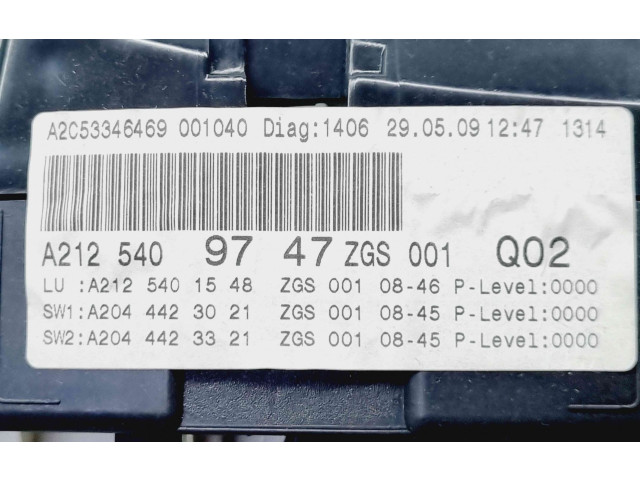 A2C53346469 001040 Diag:1406 29.05.09 12:47 1314
A212 540 97 47 ZGS 001 Q02
LU :A212 540 15 48 ZGS 001 08-46 P-Level:0000
SW1:A204 442 30 21 ZGS 001 08-45 P-Level:0000
SW2:A204 442 33 21 ZGS 001 08-45 P-Level:0000